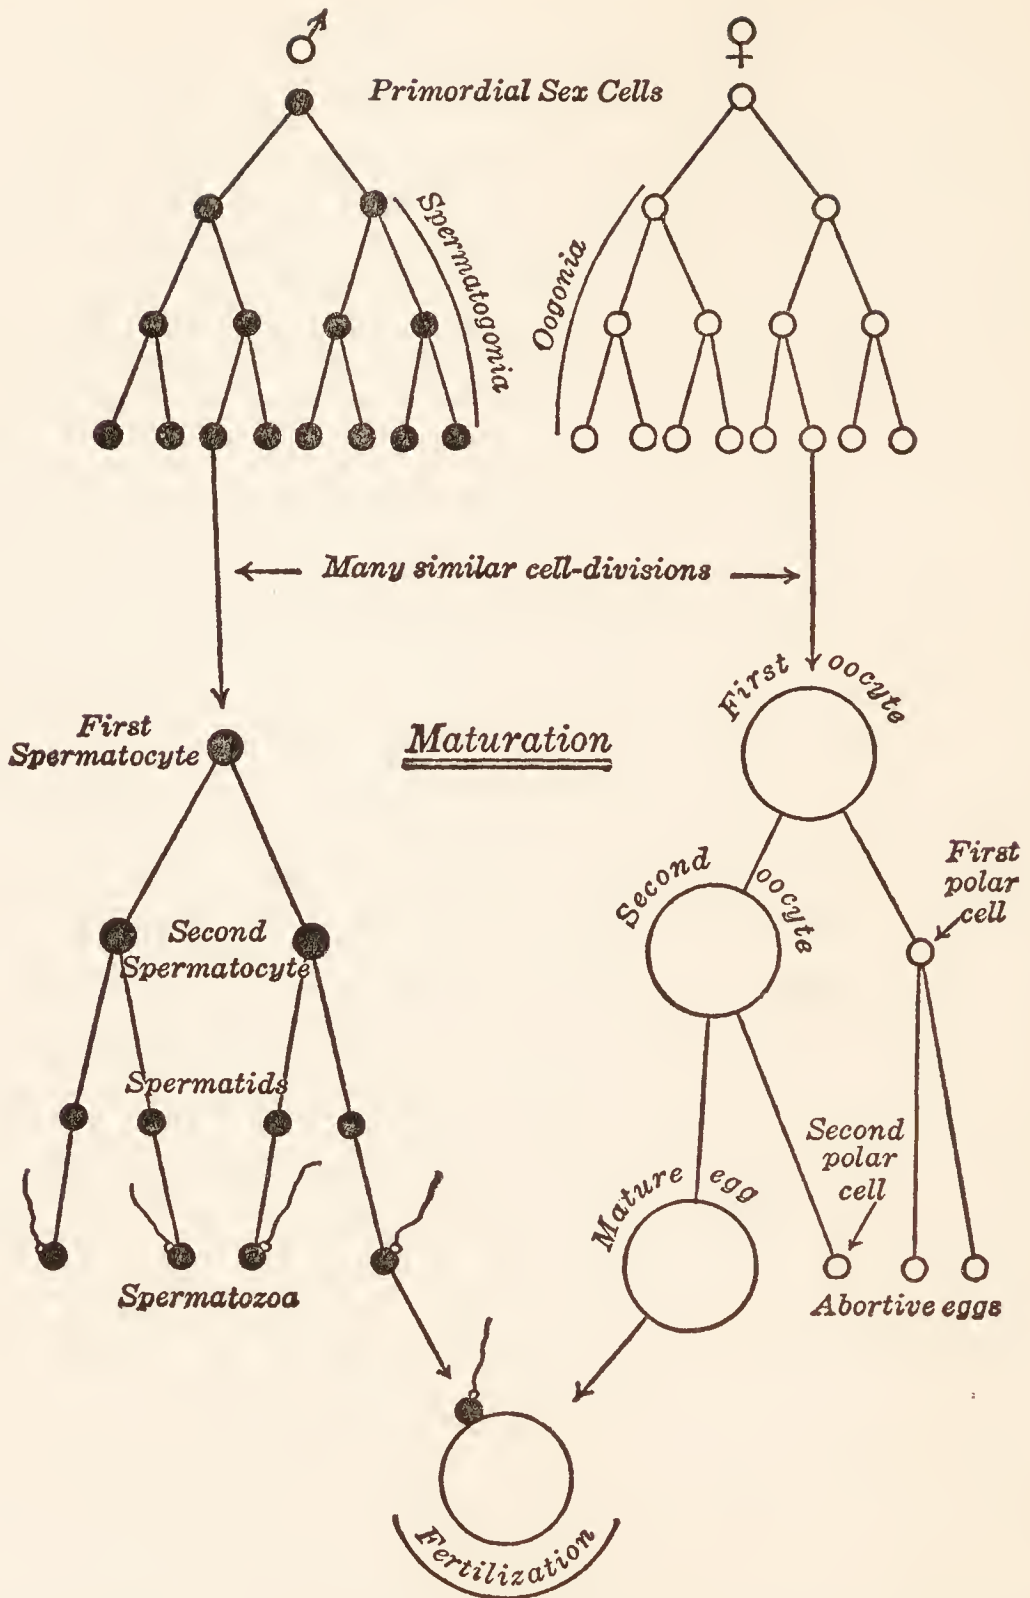 Primordial Sex Cells
Spermatogonia
Oogonia
Many similar cell-divisions
First
Spermatocyte
Maturation
First oocyte
Second oocyte
First
polar
cell
Second
Spermatocyte
Spermatids
Second
polar
cell
Mature egg
Spermatozoa
Abortive eggs
Fertilization